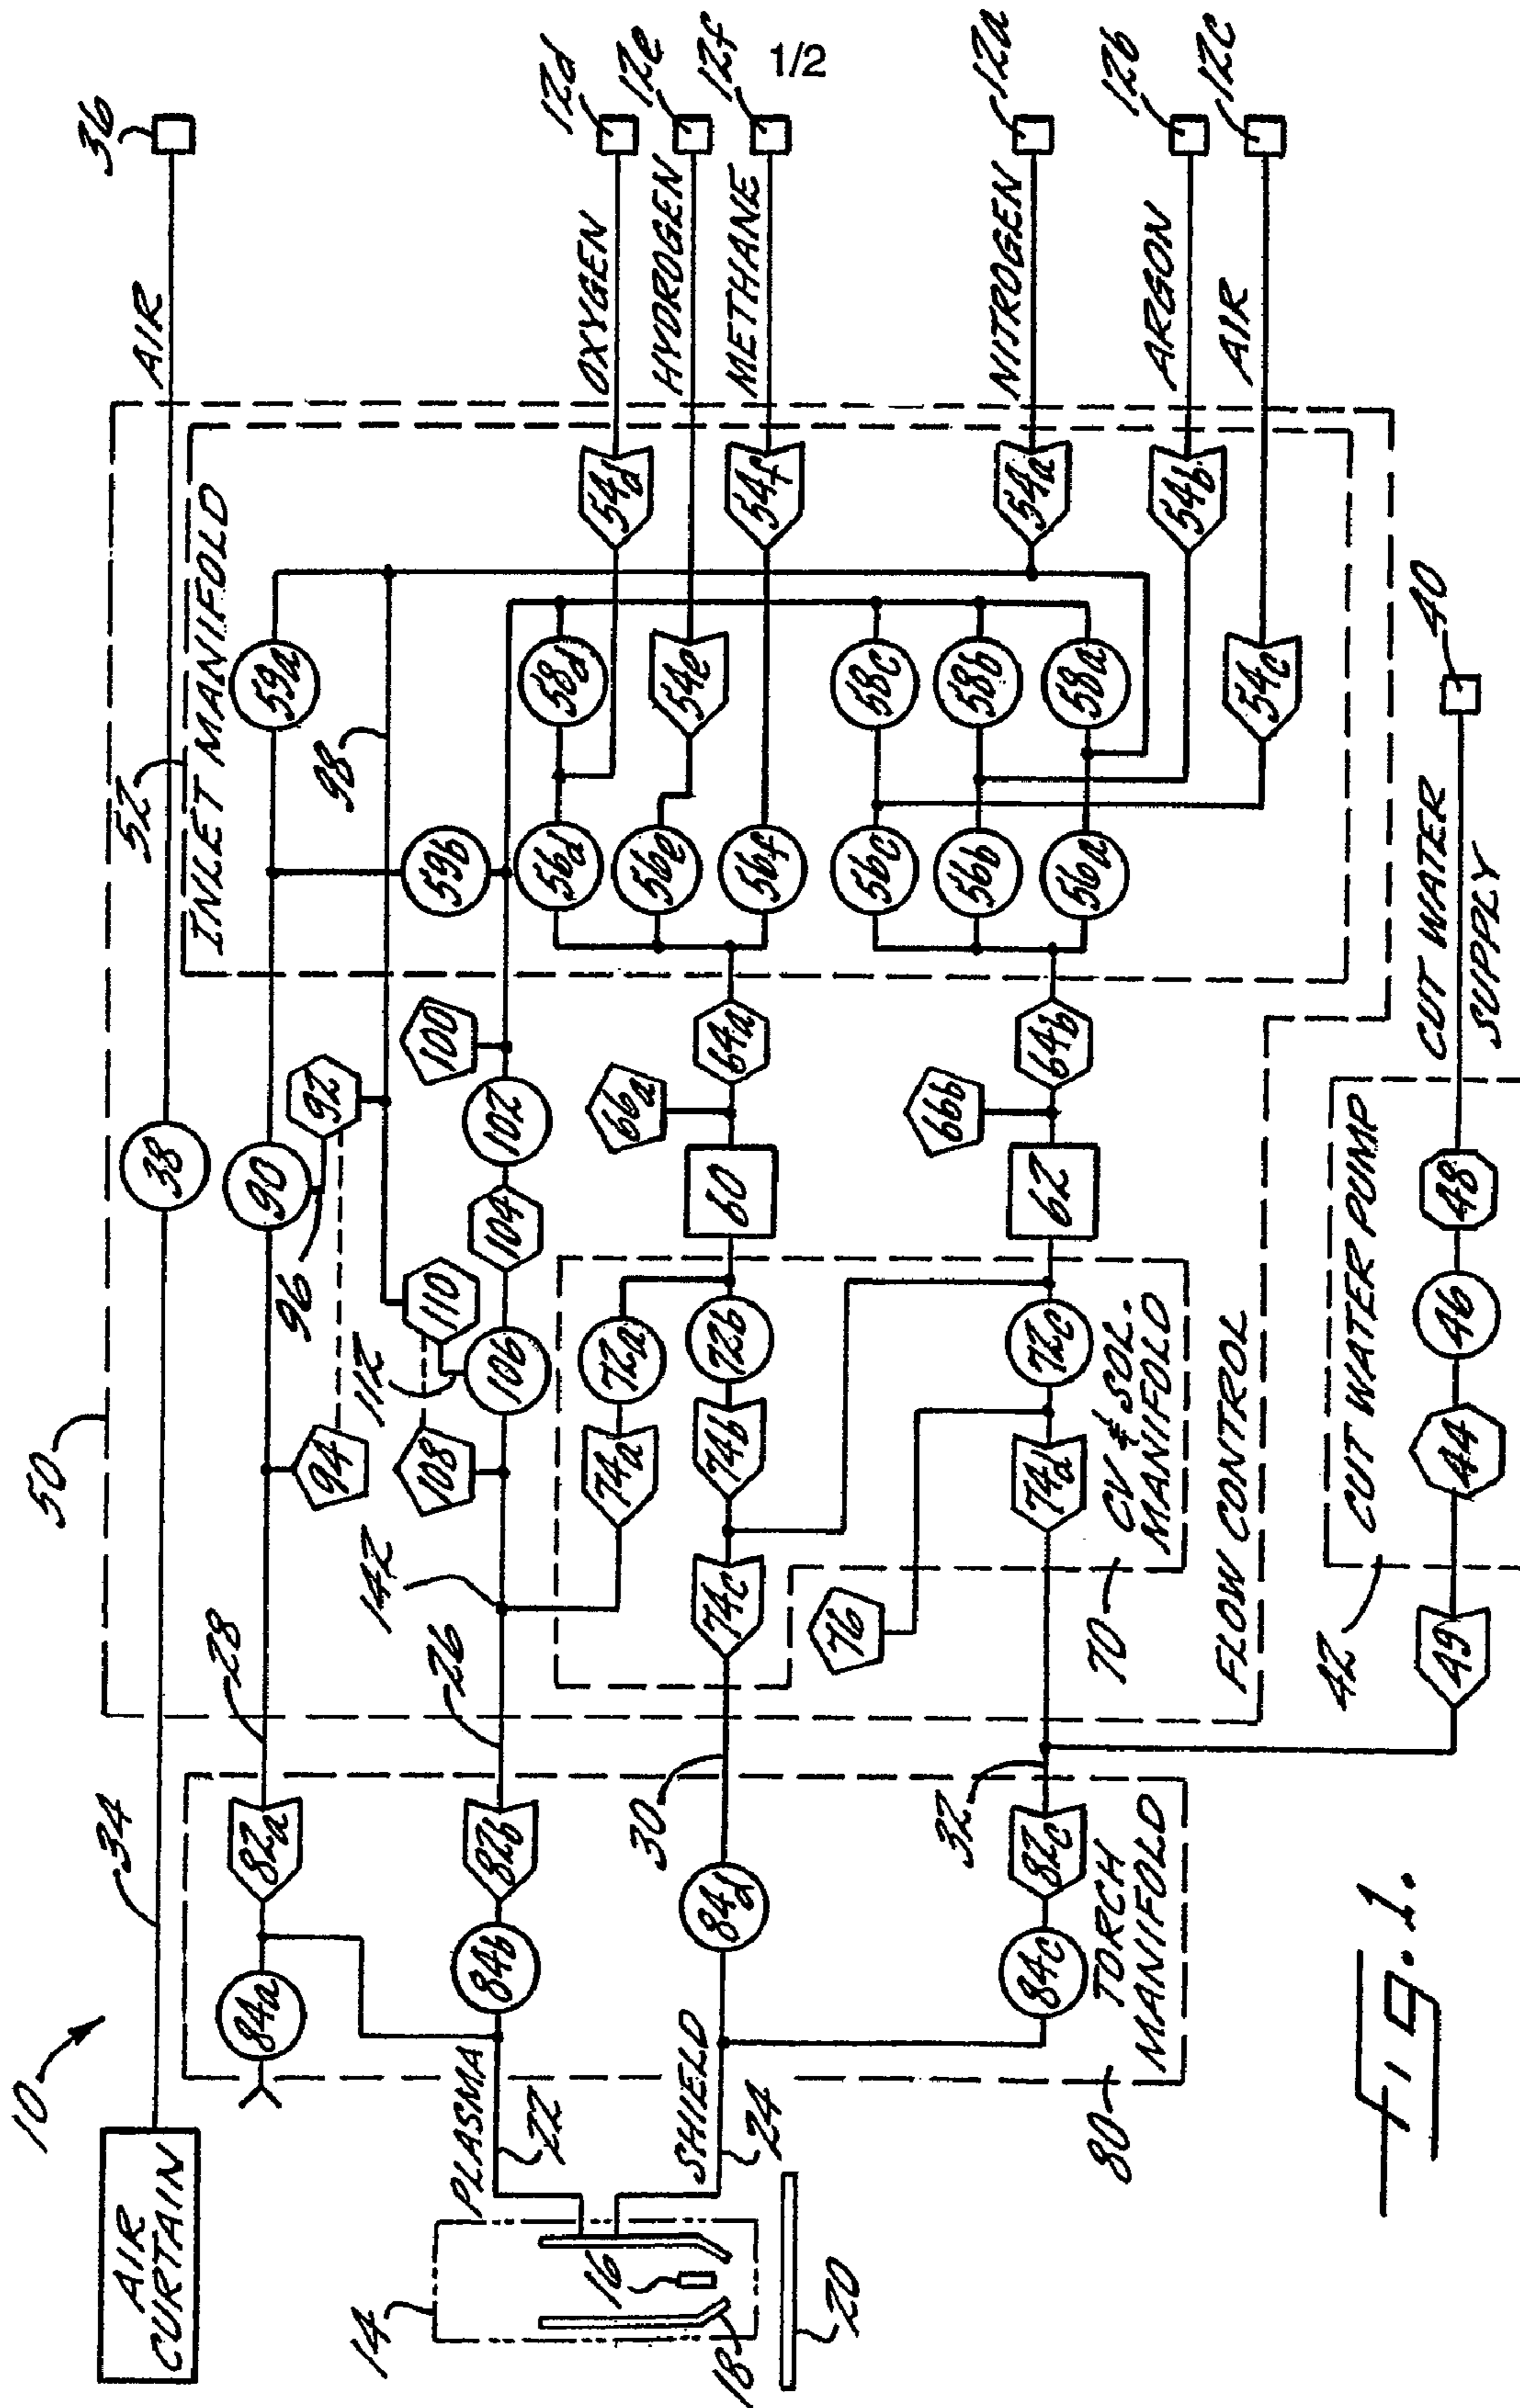 1/2
10
AIR
CURTAIN
34
38
AIR
36
50
52
INLET MANIFOLD
28
94
96
90
92
98
59a
59b
82a
84a
26
142
108
112
110
106
104
102
100
82b
84b
PLASMA
22
14
16
18
20
SHIELD
24
30
84d
74a
72a
74b
72b
74c
60
66a
64a
56d
58d
54d
OXYGEN
12d
56e
54e
HYDROGEN
12e
56f
54f
METHANE
12f
76
70
CV & SOL.
MANIFOLD
72c
74d
62
66b
64b
56c
58c
56b
58b
56a
58a
54a
NITROGEN
12a
54b
ARGON
12b
54c
AIR
12c
32
82c
84c
TORCH
MANIFOLD
80
FLOW CONTROL
42
CUT WATER PUMP
49
44
46
48
CUT WATER
SUPPLY
40
Fig.1.